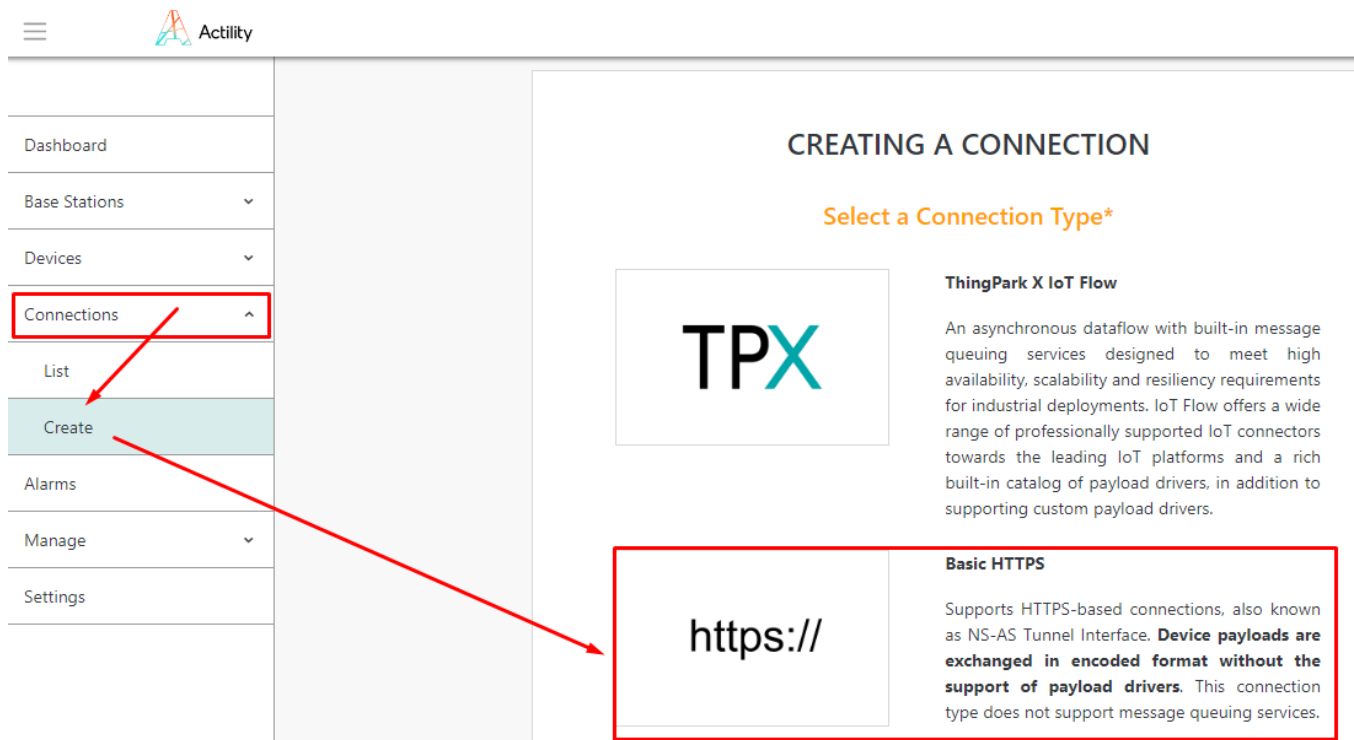 Actility
Dashboard
Base Stations
Devices
Connections
List
Create
Alarms
Manage
Settings
CREATING A CONNECTION
Select a Connection Type*
TPX
ThingPark X IoT Flow
An asynchronous dataflow with built-in message
queuing services designed to meet high
availability, scalability and resiliency requirements
for industrial deployments. IoT Flow offers a wide
range of professionally supported IoT connectors
towards the leading IoT platforms and a rich
built-in catalog of payload drivers, in addition to
supporting custom payload drivers.
https://
Basic HTTPS
Supports HTTPS-based connections, also known
as NS-AS Tunnel Interface. Device payloads are
exchanged in encoded format without the
support of payload drivers. This connection
type does not support message queuing services.